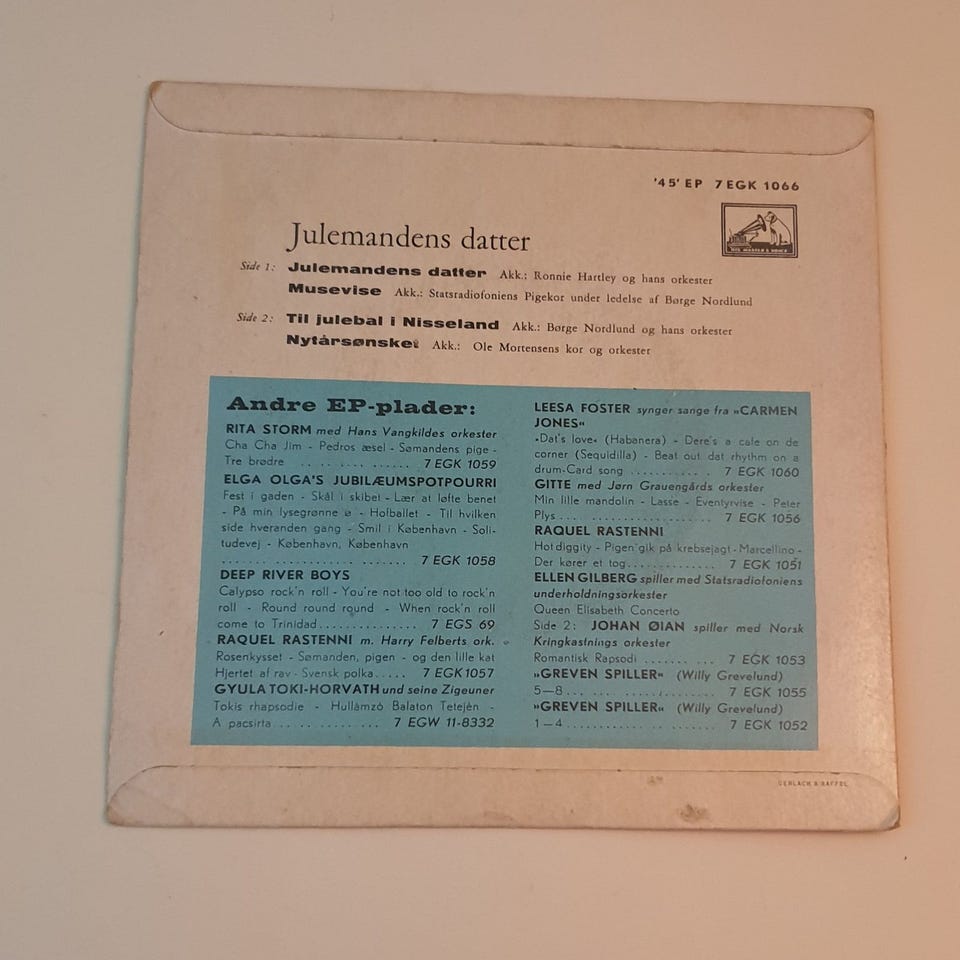 '45' EP 7 EGK 1066
HIS MASTER'S VOICE
Julemandens datter
Side 1: Julemandens datter Akk.: Ronnie Hartley og hans orkester
Musevise Akk.: Statsradiofoniens Pigekor under ledelse af Børge Nordlund
Side 2: Til julebal i Nisseland Akk.: Børge Nordlund og hans orkester
Nytårsønsket Akk.: Ole Mortensens kor og orkester
Andre EP-plader:
RITA STORM med Hans Vangkildes orkester
Cha Cha Jim - Pedros æsel - Sømandens pige -
Tre brødre .. .. ... ...... 7 EGK 1059
ELGA OLGA'S JUBILÆUMSPOTPOURRI
Fest i gaden - Skål i skibet - Lær at løfte benet
- På min lysegrønne ø - Hofballet - Til hvilken
side hveranden gang - Smil i København - Soli-
tudevej - København, København
........................ 7 EGK 1058
DEEP RIVER BOYS
Calypso rock'n roll - You're not too old to rock'n
roll - Round round round - When rock'n roll
come to Trinidad............... 7 EGS 69
RAQUEL RASTENNI m. Harry Felberts ork.
Rosenkysset - Sømanden, pigen - og den lille kat
Hjertet af rav - Svensk polka..... 7 EGK 1057
GYULA TOKI-HORVATH und seine Zigeuner
Tokis rhapsodie - Hullàmzó Balaton Tetején -
A pacsirta .............. 7 EGW 11-8332
LEESA FOSTER synger sange fra »CARMEN
JONES«
»Dat's love« (Habanera) - Dere's a cafe on de
corner (Sequidilla) - Beat out dat rhythm on a
drum-Card song ........... 7 EGK 1060
GITTE med Jørn Grauengårds orkester
Min lille mandolin - Lasse - Eventyrvise - Peter
Plys... .................... 7 EGK 1056
RAQUEL RASTENNI
Hot diggity - Pigen gik på krebsejagt - Marcellino -
Der kører et tog.............. 7 EGK 1051
ELLEN GILBERG spiller med Statsradiofoniens
underholdningsorkester
Queen Elisabeth Concerto
Side 2: JOHAN ØIAN spiller med Norsk
Kringkastnings orkester
Romantisk Rapsodi ....... ... 7 EGK 1053
»GREVEN SPILLER« (Willy Grevelund)
5—8... ..... .............. 7 EGK 1055
»GREVEN SPILLER« (Willy Grevelund)
1—4....................... 7 EGK 1052